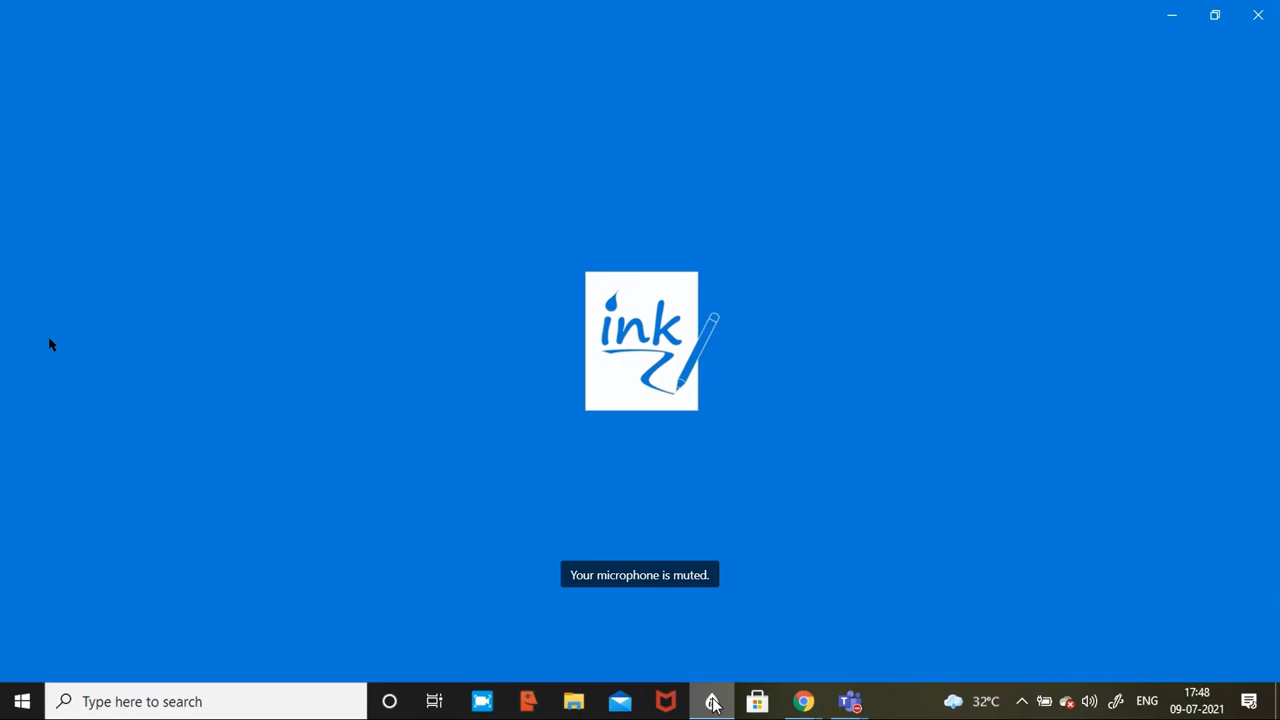 ink
Your microphone is muted.
Type here to search
32°C
ENG
17:48
09-07-2021